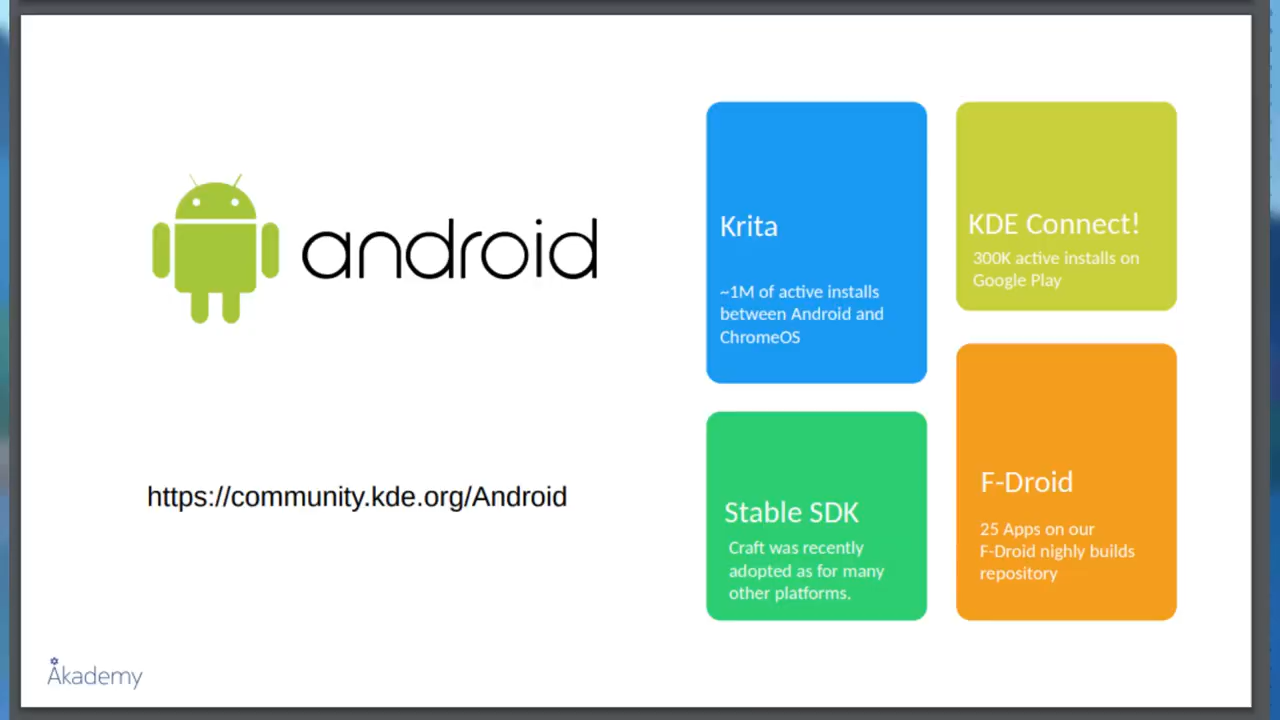 android
https://community.kde.org/Android
Krita
~1M of active installs
between Android and
ChromeOS
KDE Connect!
300K active installs on
Google Play
Stable SDK
Craft was recently
adopted as for many
other platforms.
F-Droid
25 Apps on our
F-Droid nighly builds
repository
Akademy